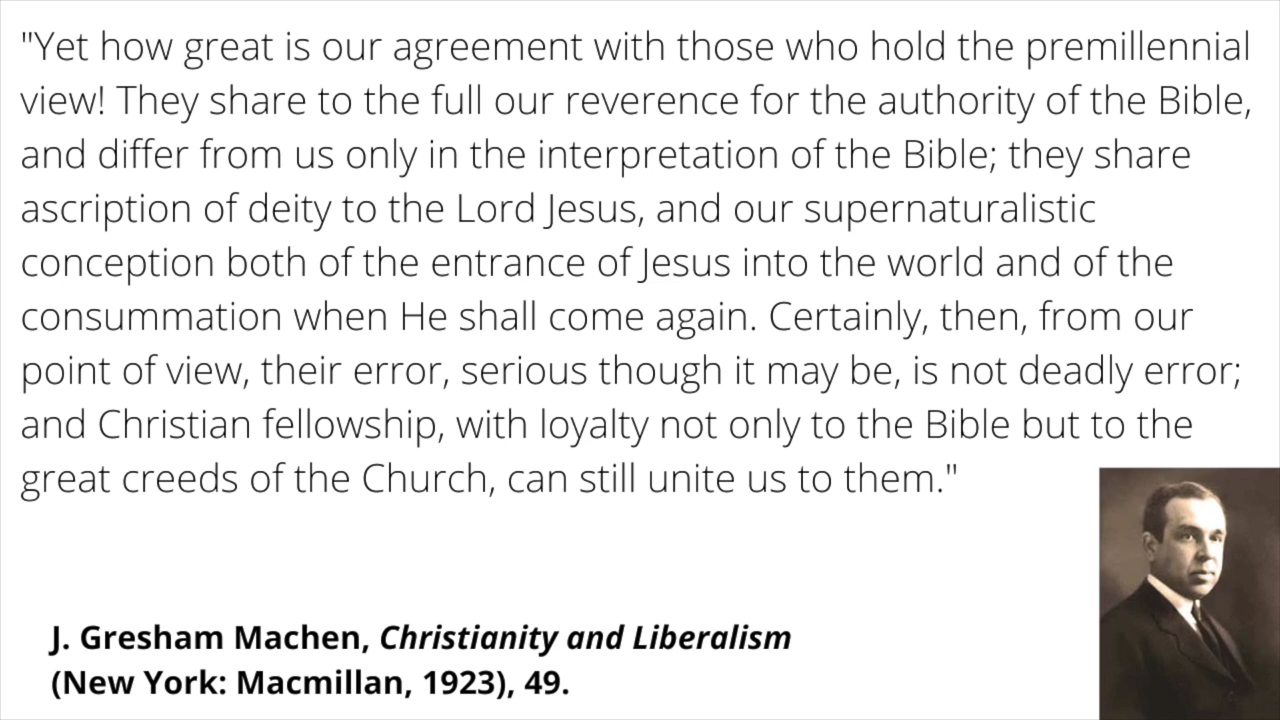 "Yet how great is our agreement with those who hold the premillennial
view! They share to the full our reverence for the authority of the Bible,
and differ from us only in the interpretation of the Bible; they share
ascription of deity to the Lord Jesus, and our supernaturalistic
conception both of the entrance of Jesus into the world and of the
consummation when He shall come again. Certainly, then, from our
point of view, their error, serious though it may be, is not deadly error;
and Christian fellowship, with loyalty not only to the Bible but to the
great creeds of the Church, can still unite us to them."
J. Gresham Machen, Christianity and Liberalism
(New York: Macmillan, 1923), 49.